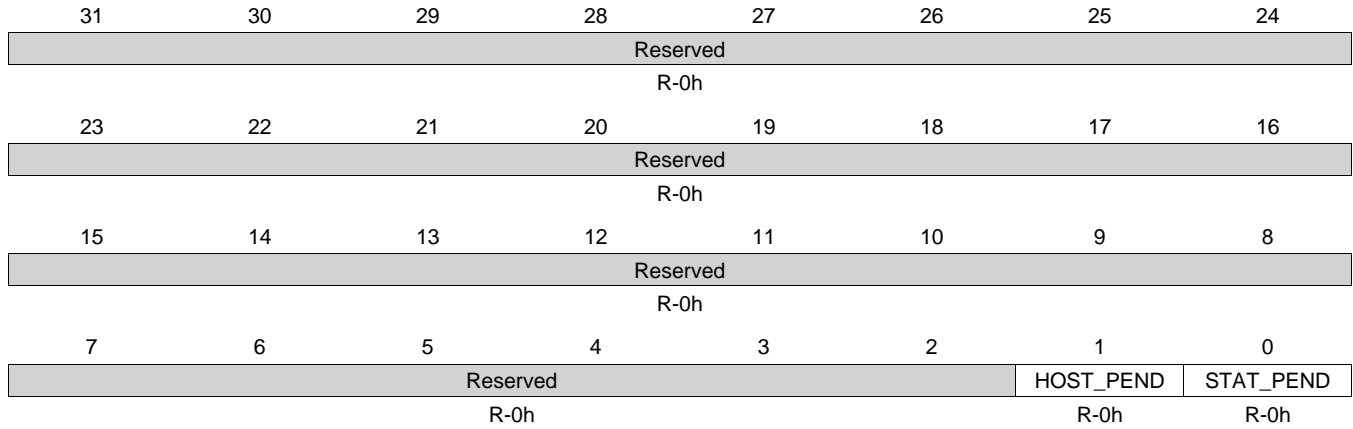 31 30 29 28 27 26 25 24
Reserved
R-0h
23 22 21 20 19 18 17 16
Reserved
R-0h
15 14 13 12 11 10 9 8
Reserved
R-0h
7 6 5 4 3 2 1 0
Reserved HOST_PEND STAT_PEND
R-0h R-0h R-0h